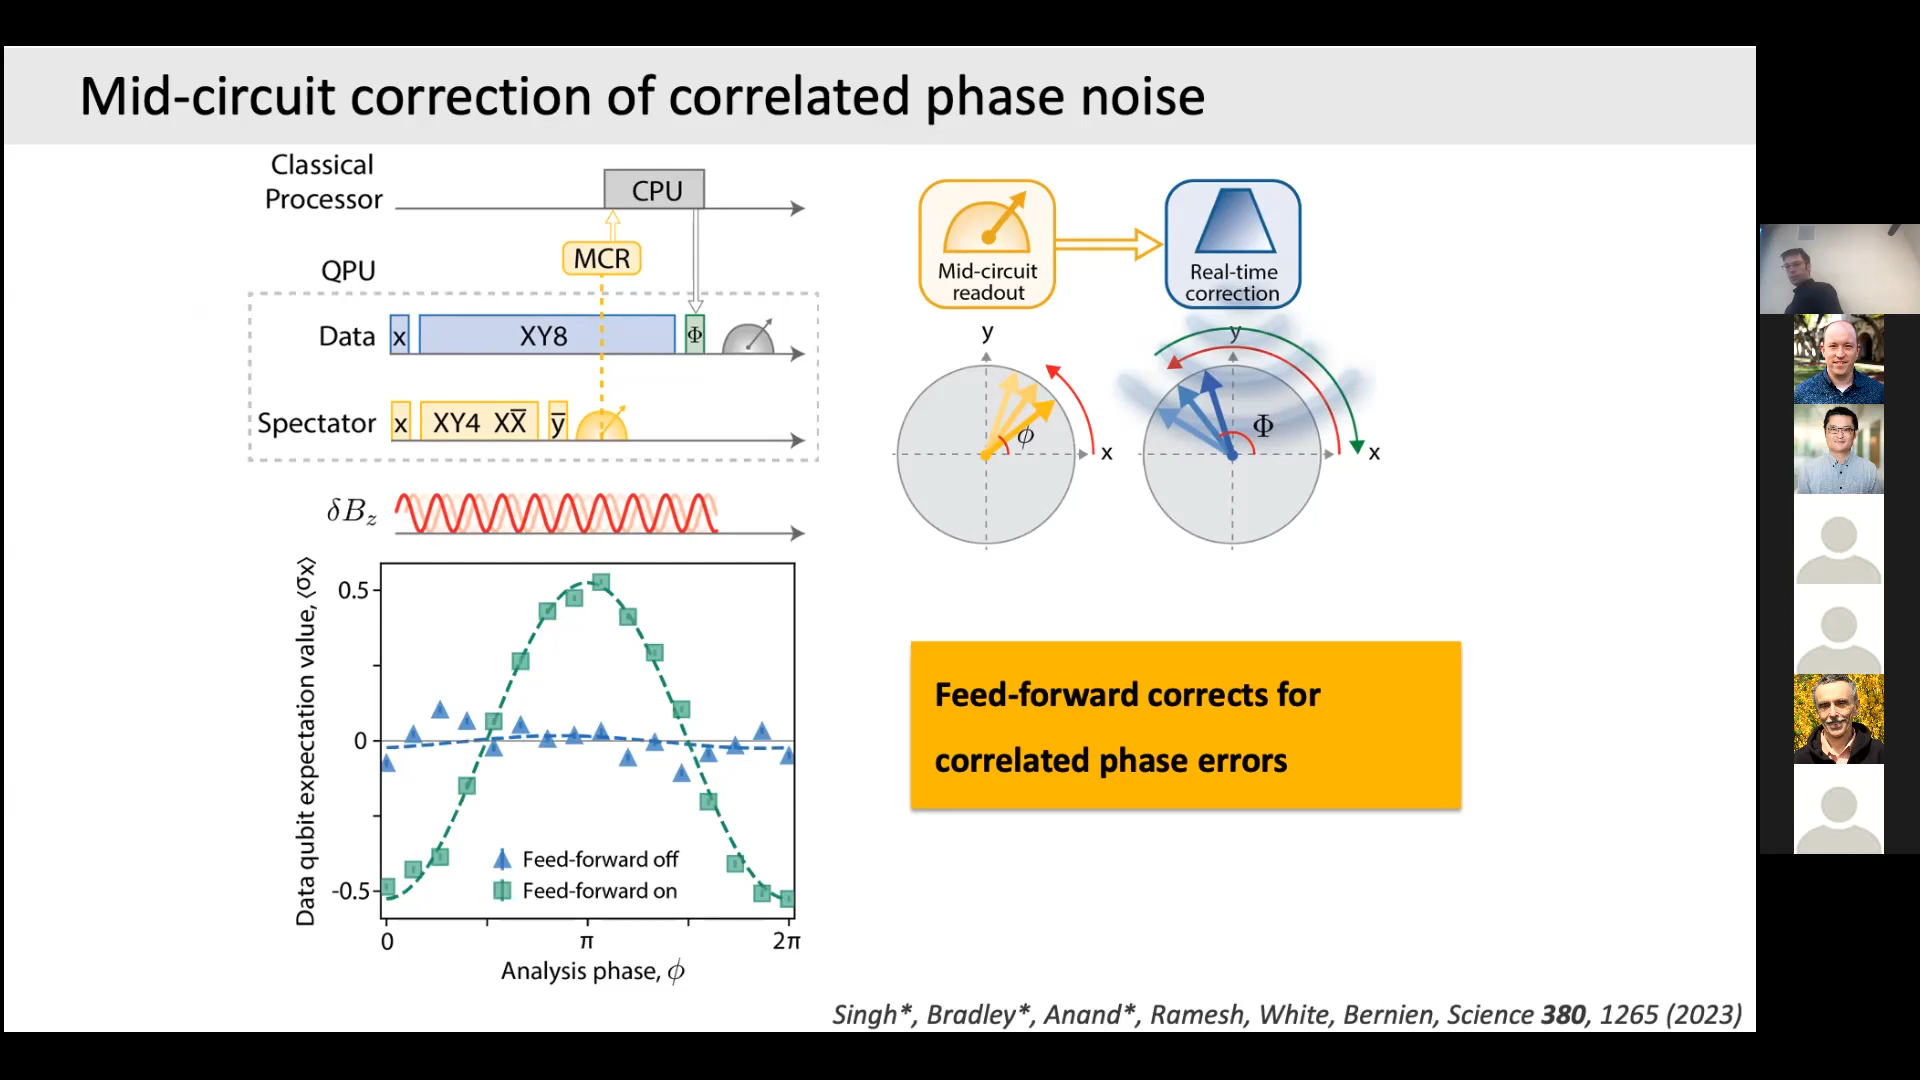 Mid-circuit correction of correlated phase noise
Classical
Processor
CPU
MCR
QPU
Data
x
XY8
Φ
Spectator
x
XY4 XX̅
y̅
δBz
Mid-circuit
readout
Real-time
correction
y
x
ϕ
y
x
Φ
Data qubit expectation value, ⟨σx⟩
0.5
0
-0.5
Feed-forward off
Feed-forward on
0
π
2π
Analysis phase, ϕ
Feed-forward corrects for
correlated phase errors
Singh*, Bradley*, Anand*, Ramesh, White, Bernien, Science 380, 1265 (2023)